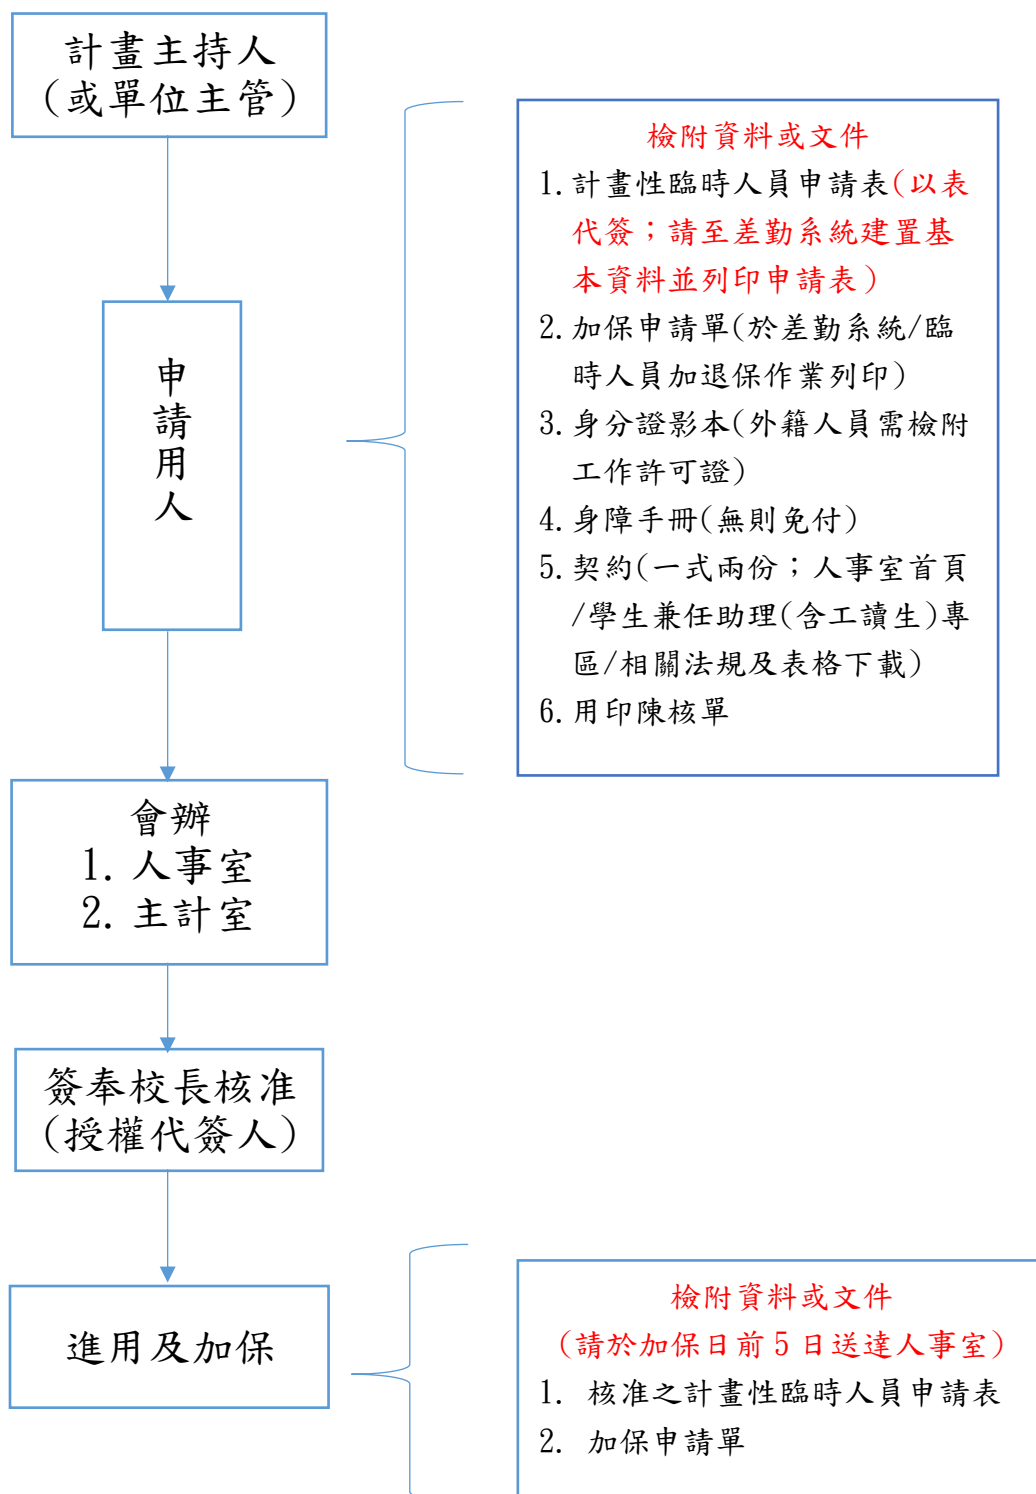 計畫主持人
(或單位主管)
檢附資料或文件
1. 計畫性臨時人員申請表(以表
代簽；請至差勤系統建置基
本資料並列印申請表)
2. 加保申請單(於差勤系統/臨
時人員加退保作業列印)
3. 身分證影本(外籍人員需檢附
工作許可證)
4. 身障手冊(無則免付)
5. 契約(一式兩份；人事室首頁
/學生兼任助理(含工讀生)專
區/相關法規及表格下載)
6. 用印陳核單
申
請
用
人
會辦
1. 人事室
2. 主計室
簽奉校長核准
(授權代簽人)
進用及加保
檢附資料或文件
(請於加保日前 5 日送達人事室)
1. 核准之計畫性臨時人員申請表
2. 加保申請單